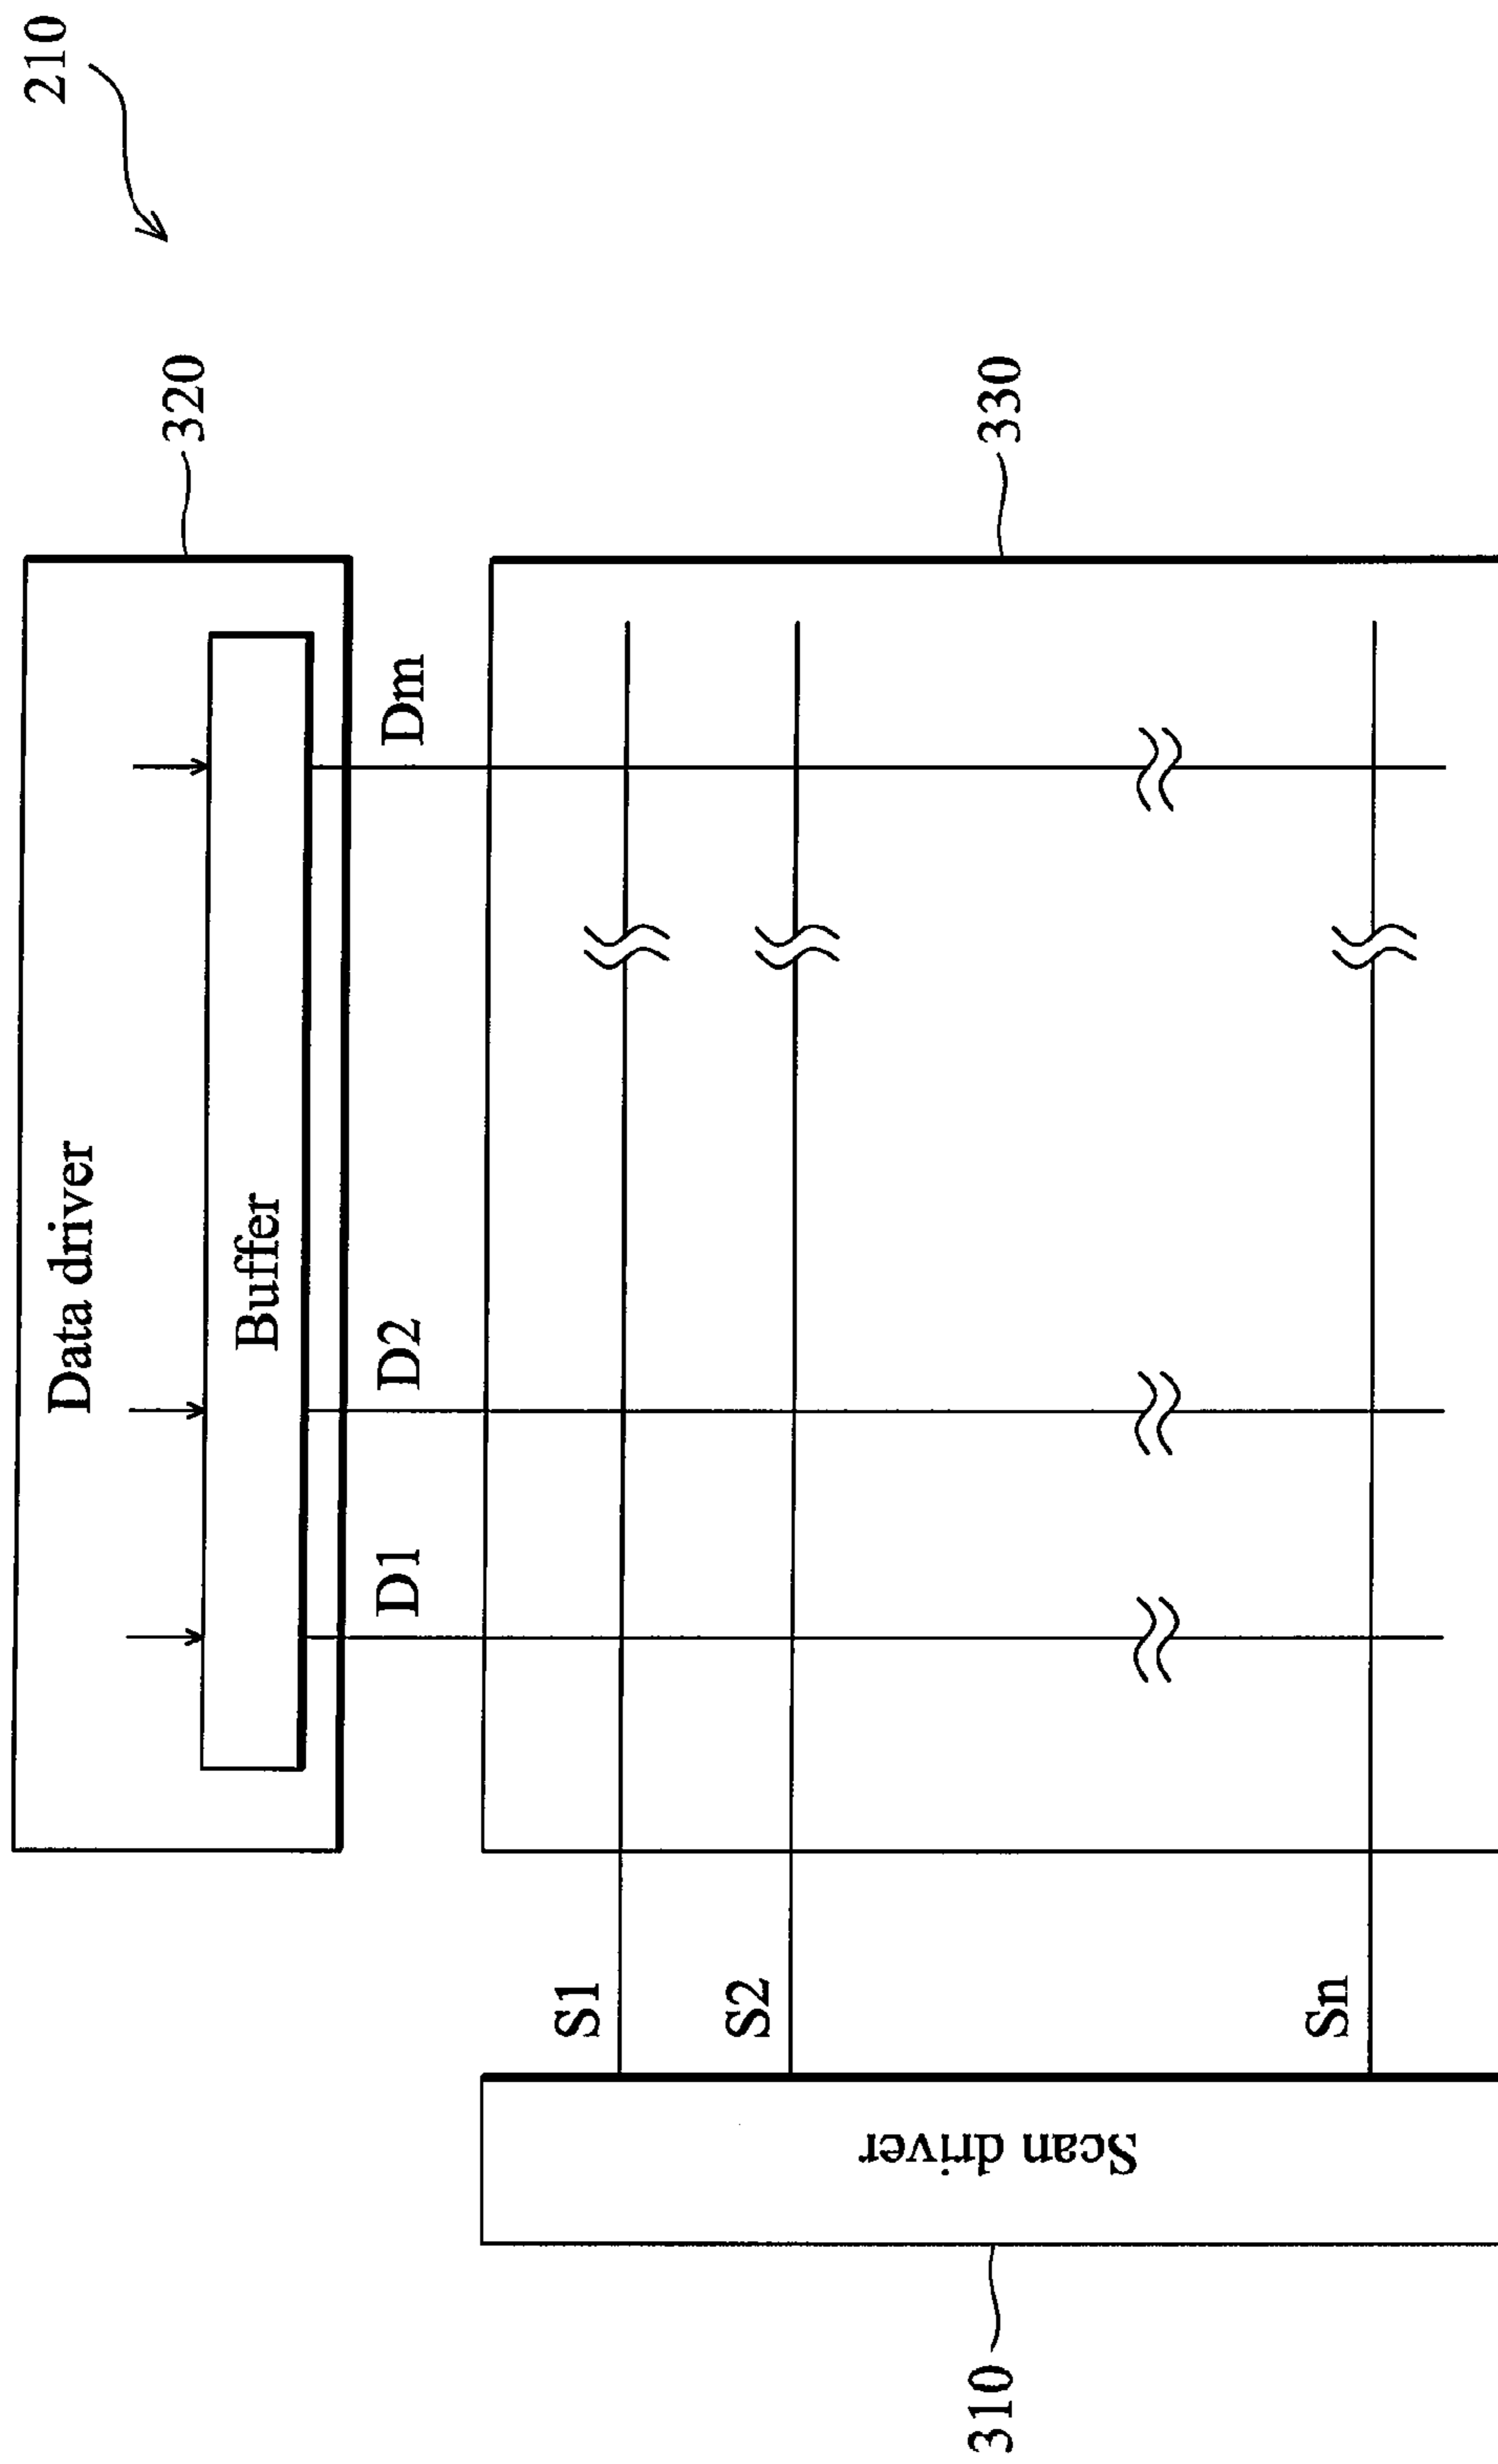 210
320
Data driver
Buffer
D1
D2
Dm
330
S1
S2
Sn
Scan driver
310